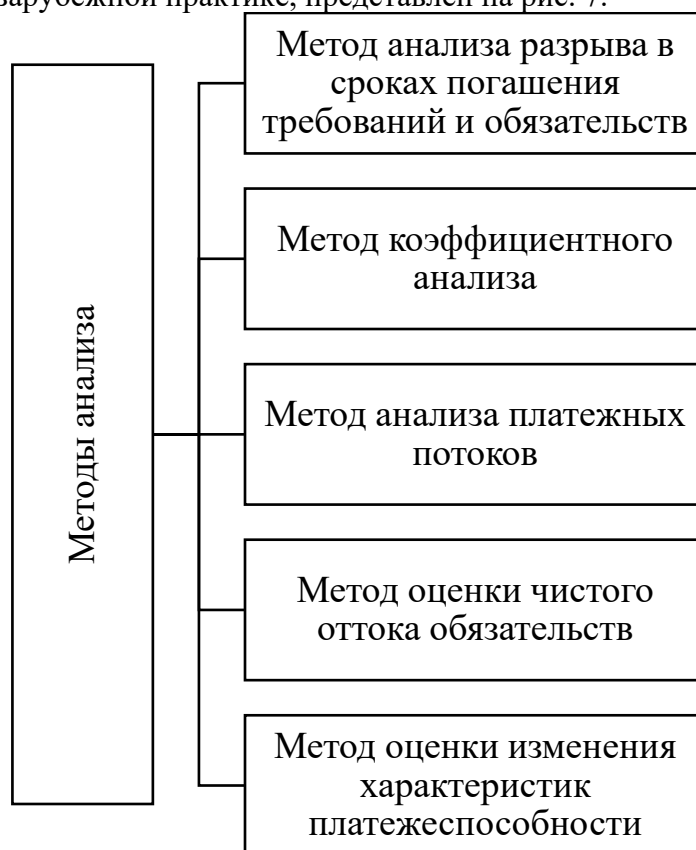 зарубежной практике, представлен на рис. 7.
Метод анализа разрыва в
сроках погашения
требований и обязательств
Методы анализа
Метод коэффициентного
анализа
Метод анализа платежных
потоков
Метод оценки чистого
оттока обязательств
Метод оценки изменения
характеристик
платежеспособности